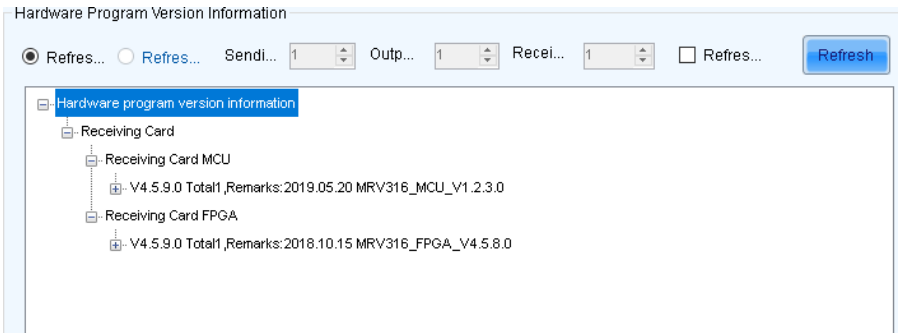 Hardware Program Version Information
Refres... Refres... Sendi... 1 Outp... 1 Recei... 1 Refres... Refresh
Hardware program version information
Receiving Card
Receiving Card MCU
V4.5.9.0 Total1 ,Remarks:2019.05.20 MRV316_MCU_V1.2.3.0
Receiving Card FPGA
V4.5.9.0 Total1 ,Remarks:2018.10.15 MRV316_FPGA_V4.5.8.0